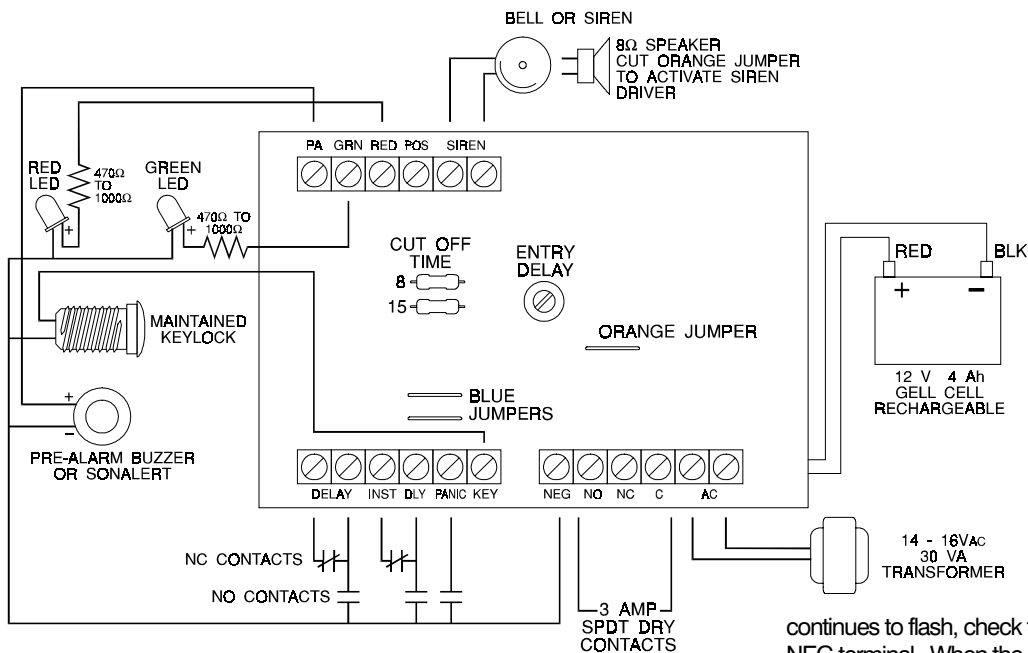 BELL OR SIREN
8Ω SPEAKER
CUT ORANGE JUMPER
TO ACTIVATE SIREN
DRIVER
PA GRN RED POS SIREN
RED
LED
470Ω
TO
1000Ω
GREEN
LED
470Ω TO
1000Ω
CUT OFF
TIME
8
15
ENTRY
DELAY
RED BLK
+ −
12 V 4 Ah
GELL CELL
RECHARGEABLE
MAINTAINED
KEYLOCK
ORANGE JUMPER
BLUE
JUMPERS
+
−
PRE-ALARM BUZZER
OR SONALERT
DELAY INST DLY PANIC KEY
NEG NO NC C AC
NC CONTACTS
NO CONTACTS
3 AMP
SPDT DRY
CONTACTS
14 - 16VAC
30 VA
TRANSFORMER
continues to flash, check
NEG terminal. When the